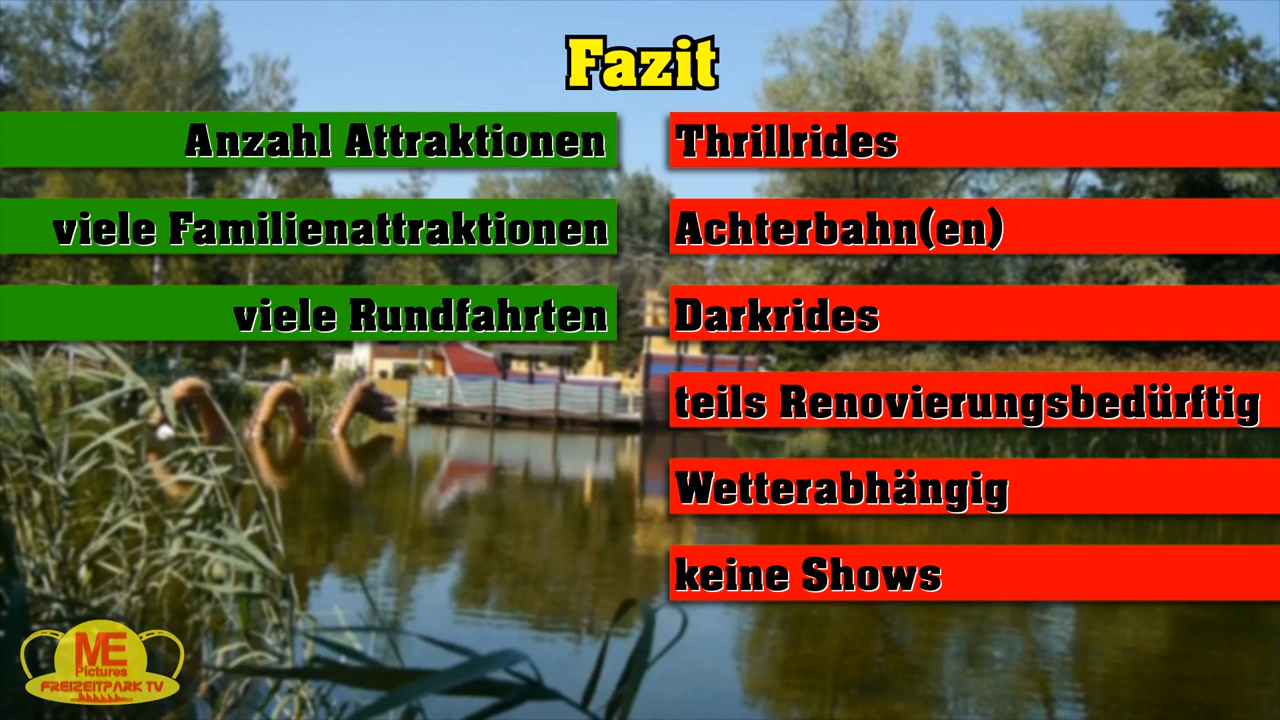 Fazit
Anzahl Attraktionen
viele Familienattraktionen
viele Rundfahrten
Thrillrides
Achterbahn(en)
Darkrides
teils Renovierungsbedürftig
Wetterabhängig
keine Shows
ME
Pictures
FREIZEITPARK TV